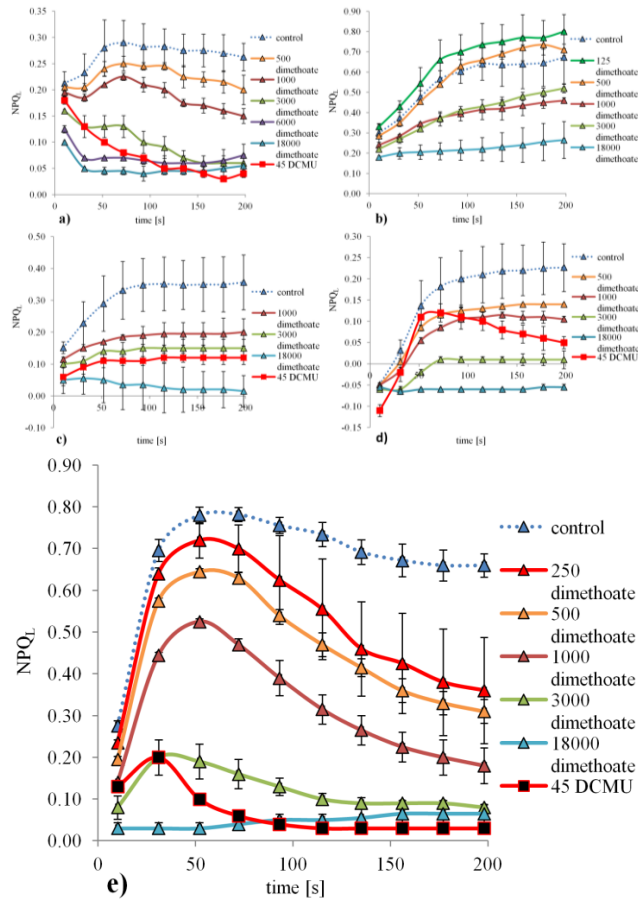 0.35
0.30
0.25
0.20
0.15
0.10
0.05
0.00
NPQL
0 50 100 150 200
a) time [s]
control
500
dimethoate
1000
dimethoate
3000
dimethoate
6000
dimethoate
18000
dimethoate
45 DCMU
0.90
0.80
0.70
0.60
0.50
0.40
0.30
0.20
0.10
0.00
NPQL
0 50 100 150 200
b) time [s]
control
125
dimethoate
500
dimethoate
1000
dimethoate
3000
dimethoate
18000
dimethoate
0.50
0.40
0.30
0.20
0.10
0.00
-0.10
NPQL
0 50 100 150 200
c) time [s]
control
1000
dimethoate
3000
dimethoate
18000
dimethoate
45 DCMU
0.30
0.25
0.20
0.15
0.10
0.05
0.00
-0.05
-0.10
-0.15
NPQL
0 50 100 150 200
d) time [s]
control
500
dimethoate
1000
dimethoate
3000
dimethoate
18000
dimethoate
45 DCMU
0.90
0.80
0.70
0.60
0.50
0.40
0.30
0.20
0.10
0.00
NPQL
0 50 100 150 200
e) time [s]
control
250
dimethoate
500
dimethoate
1000
dimethoate
3000
dimethoate
18000
dimethoate
45 DCMU